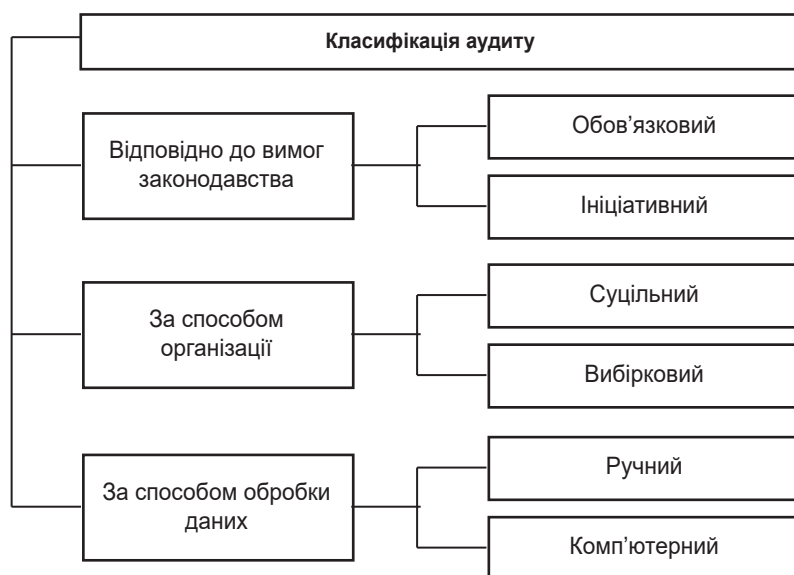 Класифікація аудиту
Відповідно до вимог
законодавства
Обов’язковий
Ініціативний
За способом
організації
Суцільний
Вибірковий
За способом обробки
даних
Ручний
Комп’ютерний